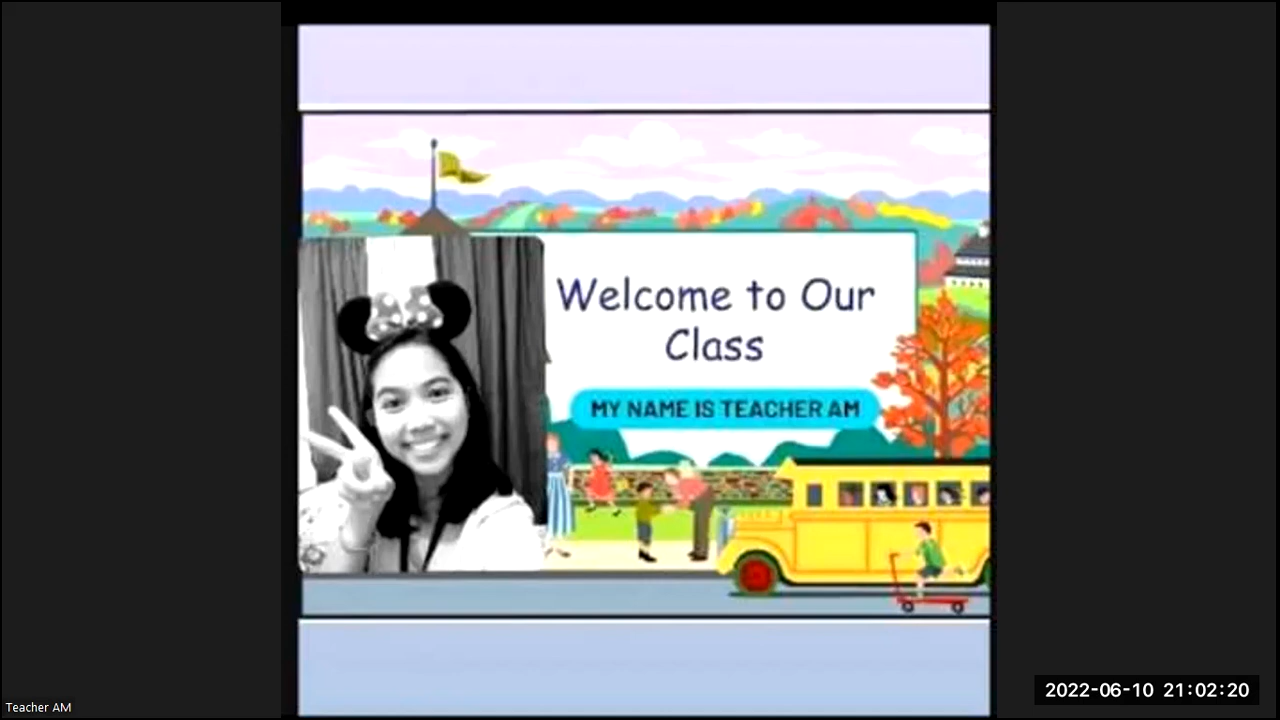 Welcome to Our
Class
MY NAME IS TEACHER AM
Teacher AM
2022-06-10 21:02:20